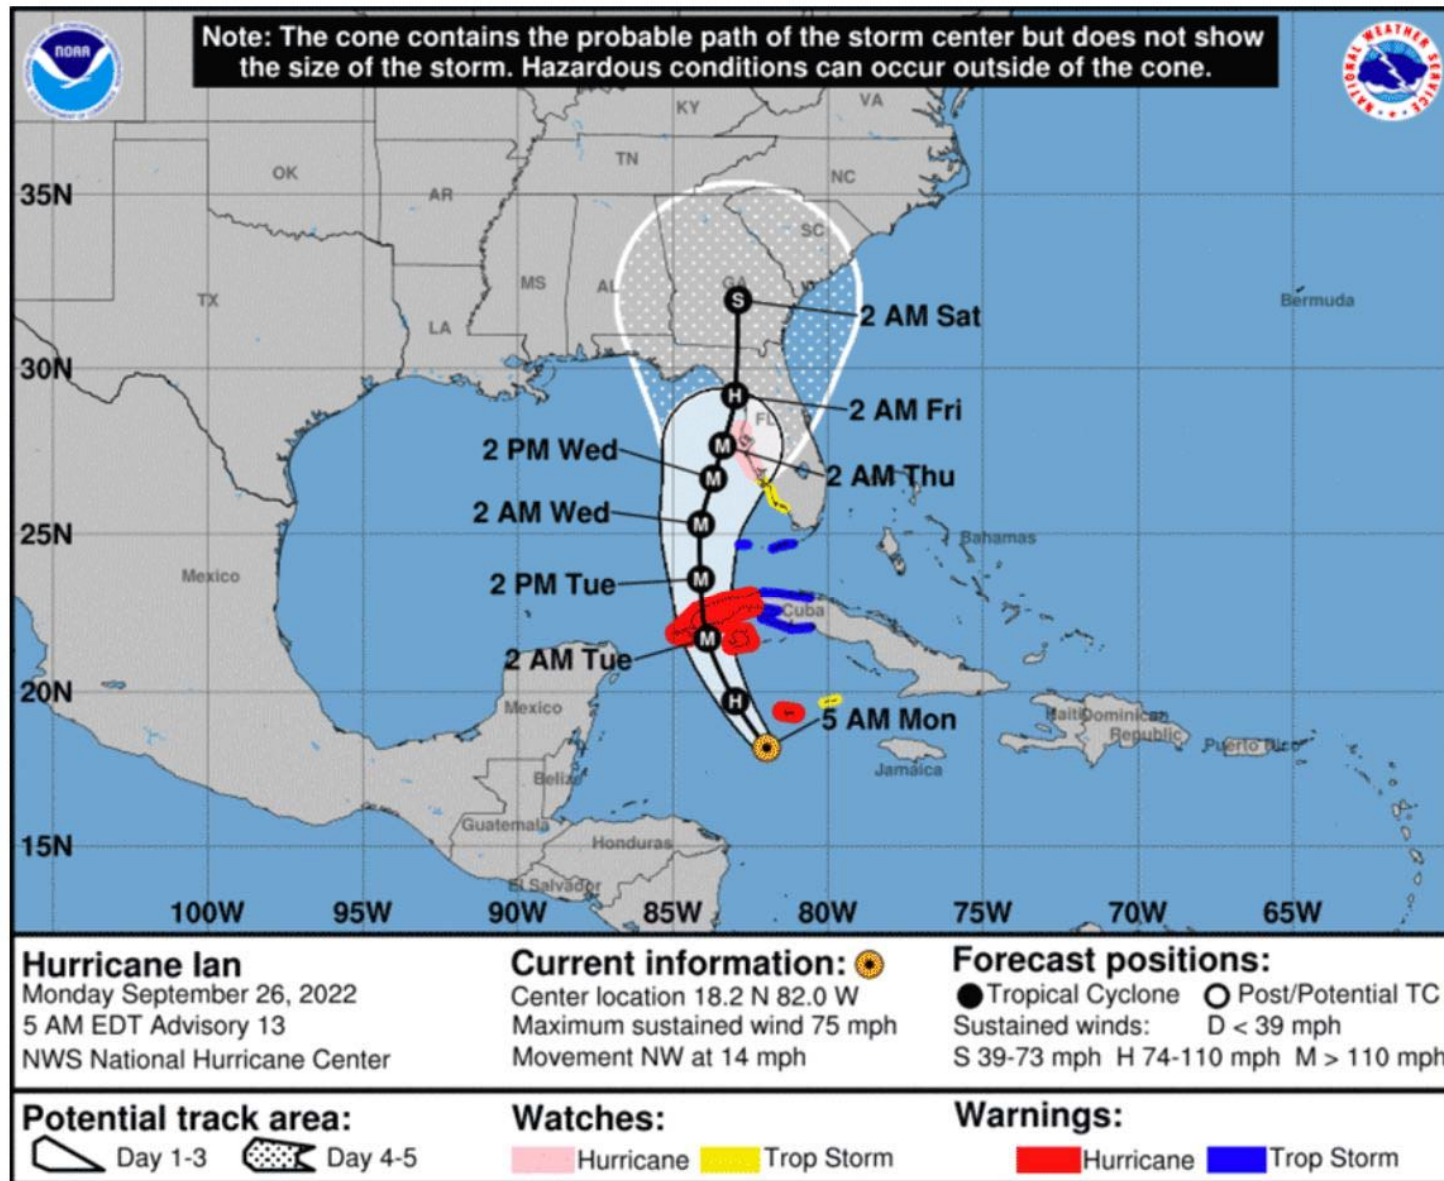 Note: The cone contains the probable path of the storm center but does not show
the size of the storm. Hazardous conditions can occur outside of the cone.
NOAA
NATIONAL WEATHER SERVICE
KY
VA
OK
TN
NC
AR
35N
SC
MS
AL
GA
TX
S
2 AM Sat
Bermuda
LA
30N
H
2 AM Fri
FL
2 PM Wed
M
2 AM Thu
M
2 AM Wed
M
25N
Bahamas
Mexico
2 PM Tue
M
Cuba
M
2 AM Tue
20N
Mexico
H
5 AM Mon
Haiti
Dominican
Republic
Puerto Rico
Jamaica
Belize
Guatemala
Honduras
15N
El Salvador
100W 95W 90W 85W 80W 75W 70W 65W
Hurricane Ian
Monday September 26, 2022
5 AM EDT Advisory 13
NWS National Hurricane Center
Current information:
Center location 18.2 N 82.0 W
Maximum sustained wind 75 mph
Movement NW at 14 mph
Forecast positions:
Tropical Cyclone Post/Potential TC
Sustained winds: D < 39 mph
S 39-73 mph H 74-110 mph M > 110 mph
Potential track area:
Day 1-3 Day 4-5
Watches:
Hurricane Trop Storm
Warnings:
Hurricane Trop Storm